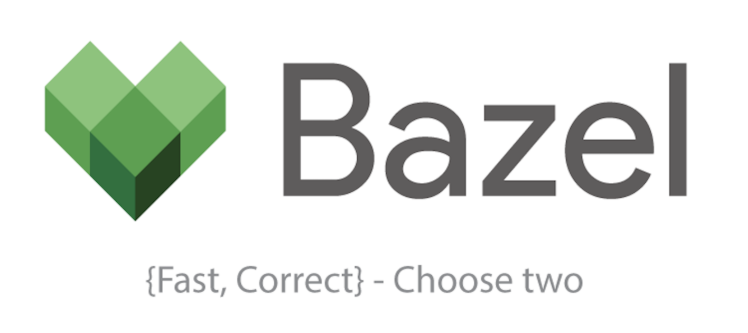 Bazel
{Fast, Correct} - Choose two